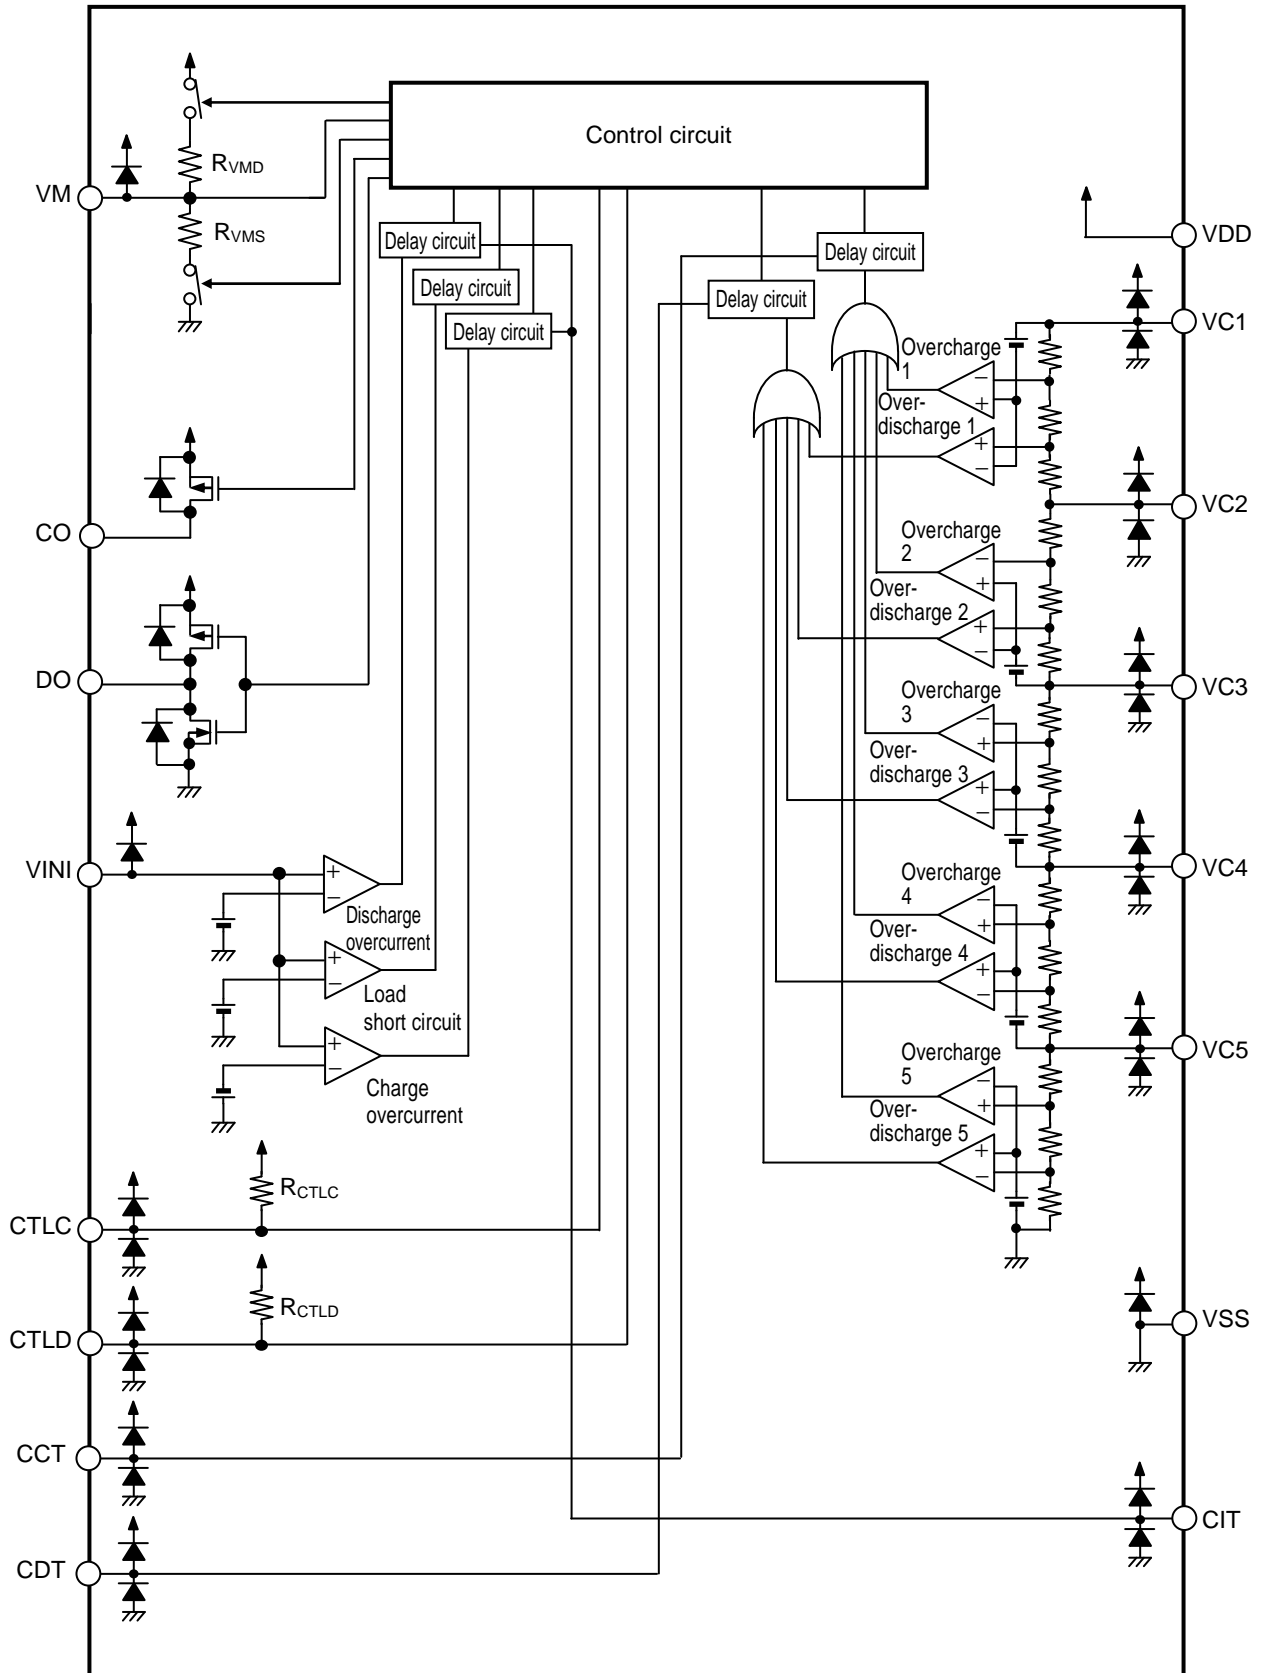 Control circuit
RVMD
VM
RVMS
Delay circuit
VDD
Delay circuit
Delay circuit
Delay circuit
Delay circuit
VC1
Overcharge
1
−
+
Over-
discharge 1
+
−
VC2
CO
Overcharge
2
−
+
Over-
discharge 2
+
−
DO
VC3
Overcharge
3
−
+
Over-
discharge 3
+
−
VINI
VC4
+
−
Discharge
overcurrent
Overcharge
4
−
+
Over-
discharge 4
+
−
+
−
Load
short circuit
VC5
+
−
Charge
overcurrent
Overcharge
5
−
+
Over-
discharge 5
+
−
RCTLC
CTLC
RCTLD
CTLD
VSS
CCT
CIT
CDT